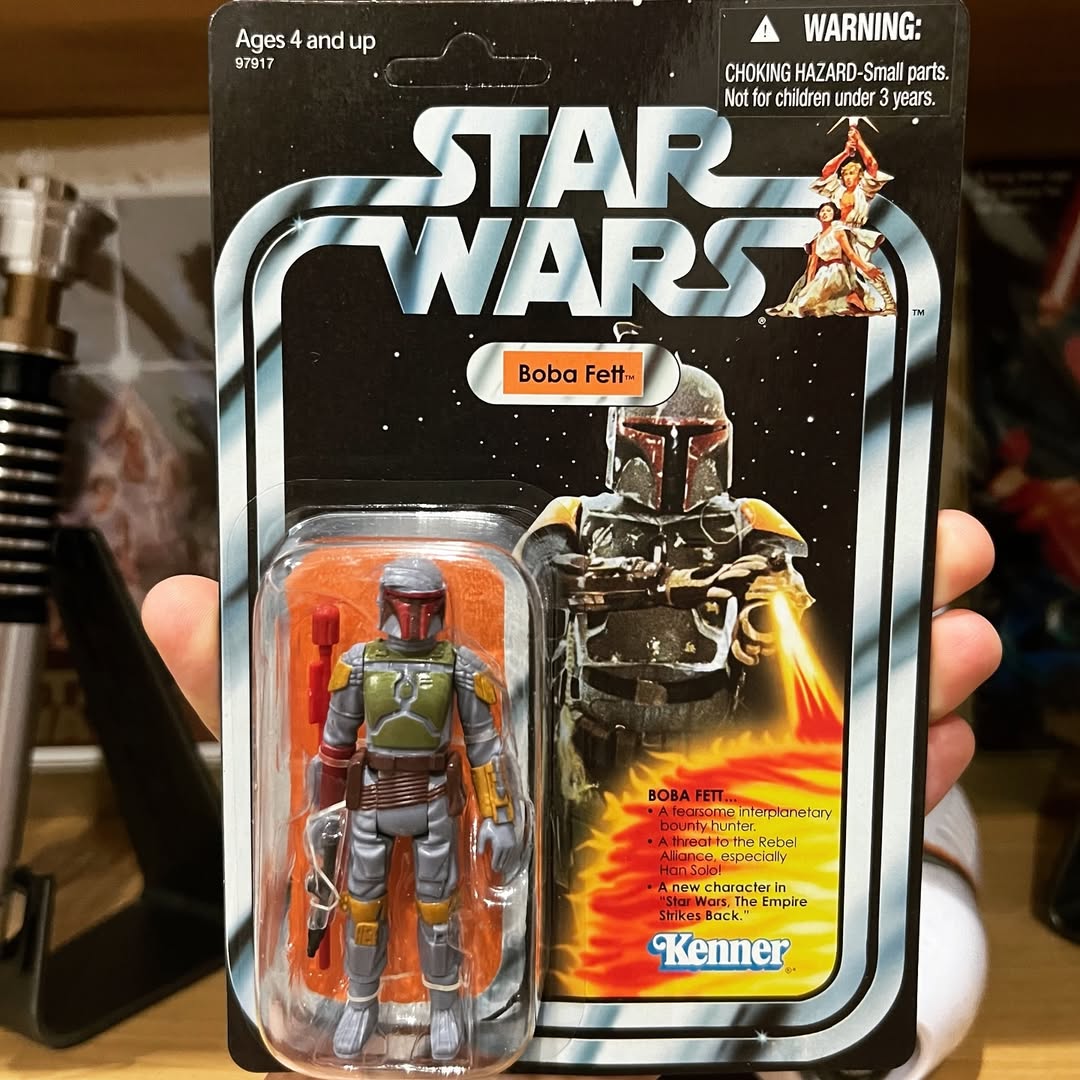 Ages 4 and up
97917
⚠ WARNING:
CHOKING HAZARD-Small parts.
Not for children under 3 years.
STAR
WARS
®
TM
Boba Fett™
BOBA FETT...
• A fearsome interplanetary
bounty hunter.
• A threat to the Rebel
Alliance, especially
Han Solo!
• A new character in
"Star Wars, The Empire
Strikes Back."
Kenner
®